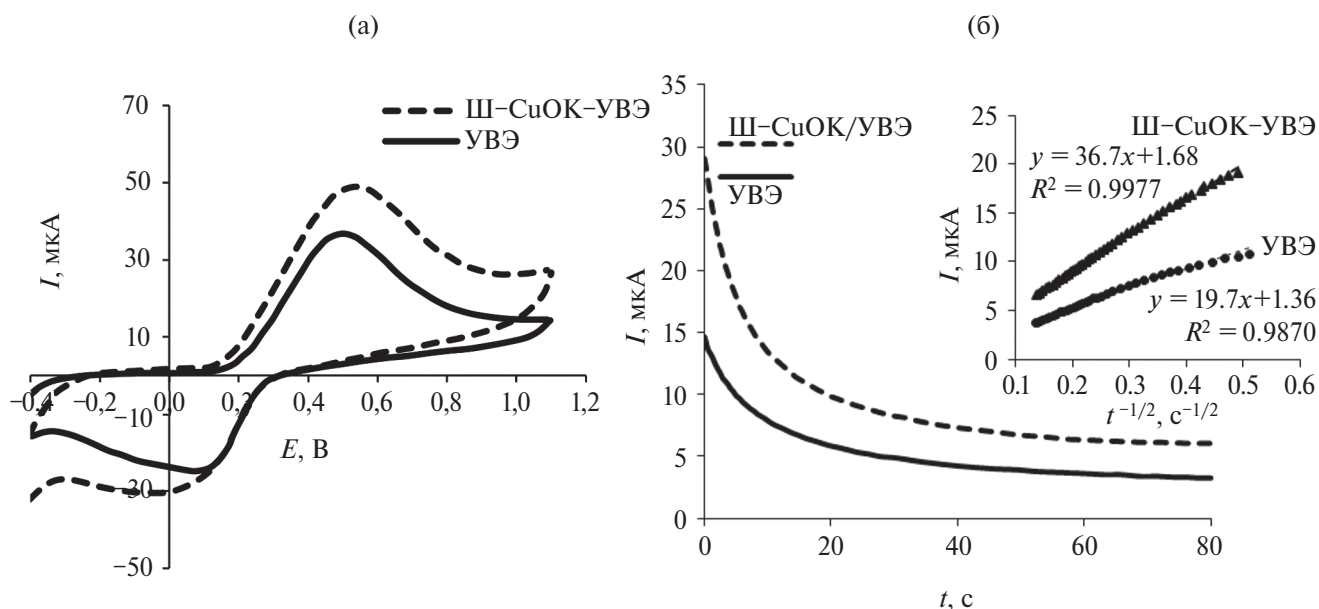 (а)
70
50
30
10
−10
−30
−50
−0,4
−0,2
0,0
0,2
0,4
0,6
0,8
1,0
1,2
I, мкА
E, В
Ш−CuOK−УВЭ
УВЭ
(б)
35
30
25
20
15
10
5
0
0
20
40
60
80
I, мкА
t, с
Ш−CuOK/УВЭ
УВЭ
25
20
15
10
5
0
0.1
0.2
0.3
0.4
0.5
0.6
I, мкА
t⁻¹/², с⁻¹/²
Ш−CuOK−УВЭ
y = 36.7x+1.68
R² = 0.9977
УВЭ
y = 19.7x+1.36
R² = 0.9870